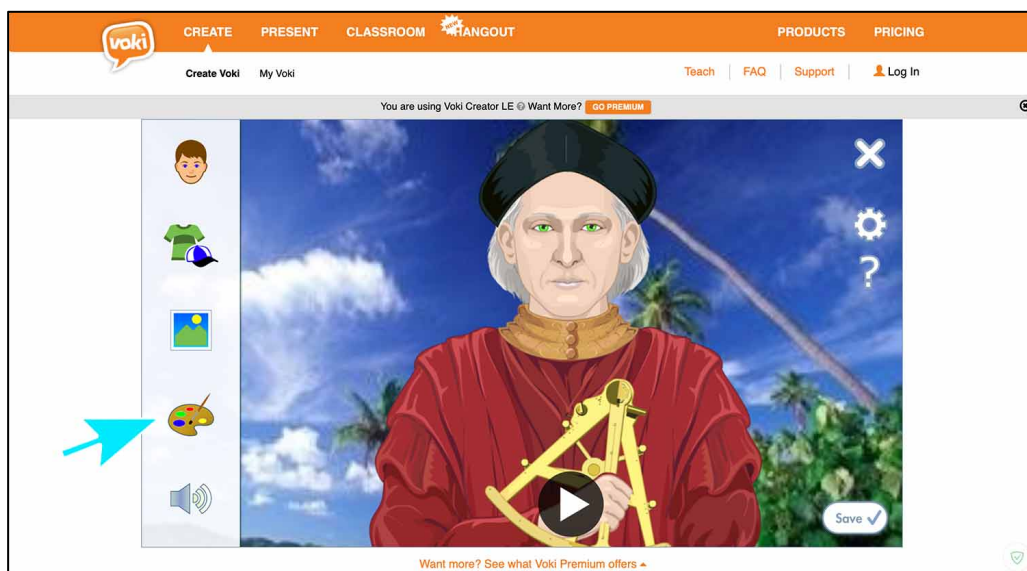 voki
CREATE PRESENT CLASSROOM NEW HANGOUT PRODUCTS PRICING
Create Voki My Voki Teach FAQ Support Log In
You are using Voki Creator LE ? Want More? GO PREMIUM
?
Save
Want more? See what Voki Premium offers